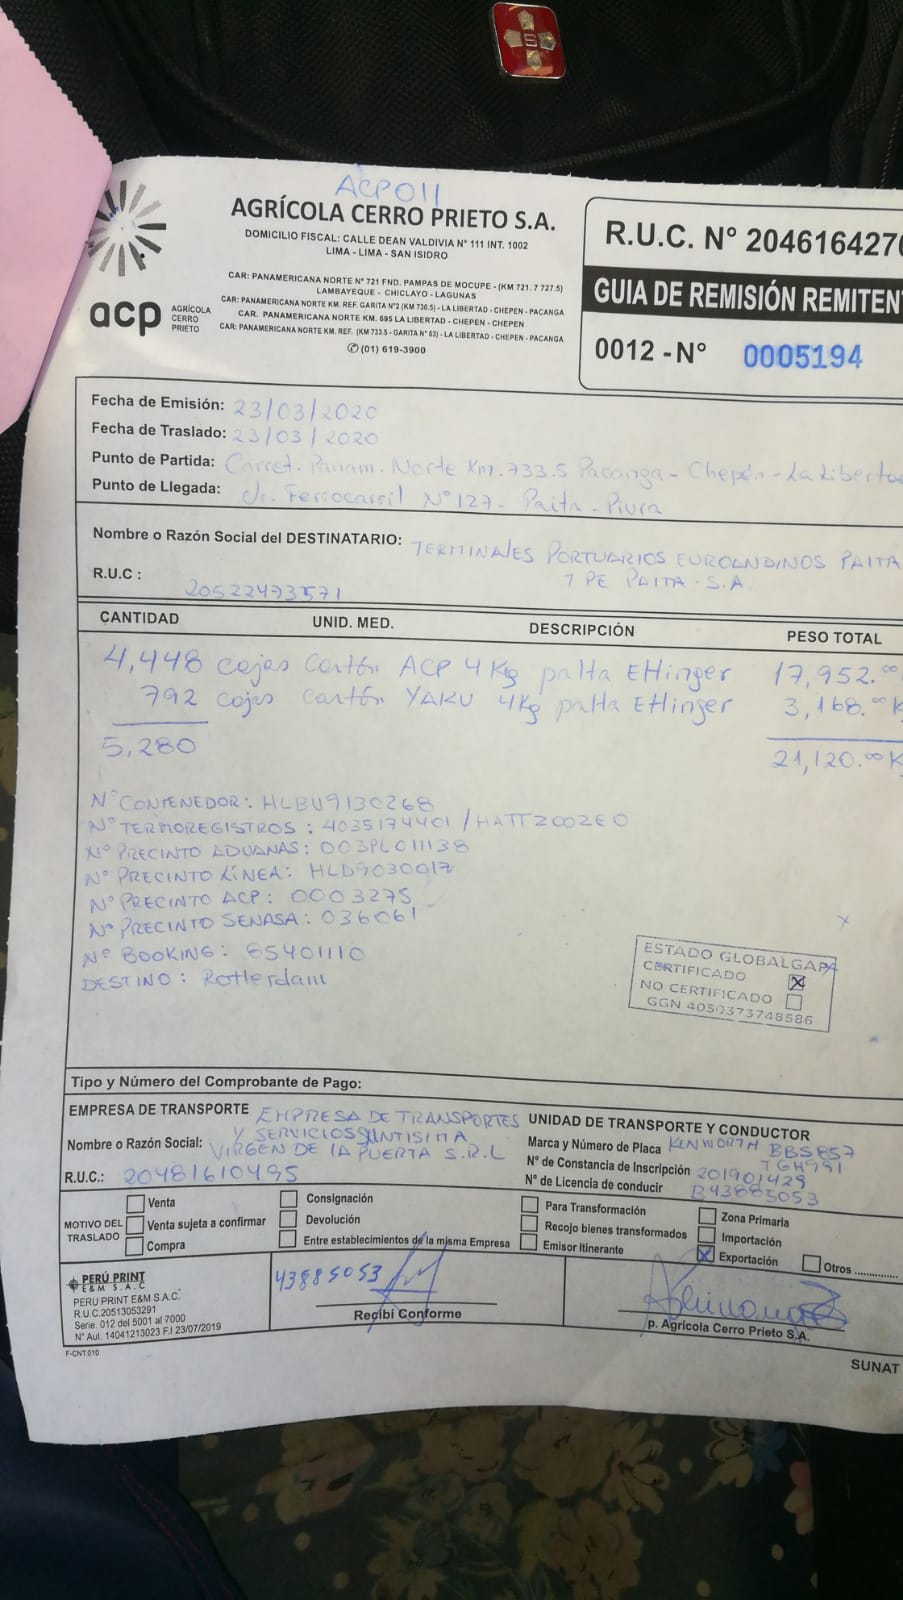 ACP011
AGRÍCOLA CERRO PRIETO S.A.
DOMICILIO FISCAL: CALLE DEAN VALDIVIA N° 111 INT. 1002
LIMA - LIMA - SAN ISIDRO
CAR: PANAMERICANA NORTE N° 721 FND. PAMPAS DE MOCUPE - (KM 721. 7 727.5)
LAMBAYEQUE - CHICLAYO - LAGUNAS
CAR: PANAMERICANA NORTE KM. REF. GARITA N°2 (KM 730.5) - LA LIBERTAD - CHEPEN - PACANGA
CAR. PANAMERICANA NORTE KM. 695 LA LIBERTAD - CHEPEN - CHEPEN
CAR: PANAMERICANA NORTE KM. REF. (KM 733.5 - GARITA N° 03) - LA LIBERTAD - CHEPEN - PACANGA
(01) 619-3900
acp AGRÍCOLA
CERRO
PRIETO
R.U.C. N° 2046164270
GUIA DE REMISIÓN REMITEN
0012 - N° 0005194
Fecha de Emisión: 23/03/2020
Fecha de Traslado: 23/03/2020
Punto de Partida: Carret. Panam. Norte Km. 733.5 Pacanga - Chepén - La Libertad
Punto de Llegada: Jr. Ferrocarril N° 127 - Paita - Piura
Nombre o Razón Social del DESTINATARIO: TERMINALES PORTUARIOS EUROANDINOS PAITA
TPE PAITA S.A.
R.U.C : 20522473571
CANTIDAD UNID. MED. DESCRIPCIÓN PESO TOTAL
4,448 cajas Cartón ACP 4Kg palta Ettinger 17,952.00
792 cajas cartón YAKU 4Kg palta Ettinger 3,168.00 K
5,280 21,120.00 K
N° CONTENEDOR: HLBU9130268
N° TERMOREGISTROS : 4035174401 / HATT2002E0
N° PRECINTO ADUANAS: 003PL011138
N° PRECINTO LÍNEA: HLD9030017
N° PRECINTO ACP: 0003275
N° PRECINTO SENASA: 036061
N° BOOKING: 85401110
DESTINO : Rotterdam
ESTADO GLOBALGAP
CERTIFICADO
NO CERTIFICADO
GGN 4050373748586
Tipo y Número del Comprobante de Pago:
EMPRESA DE TRANSPORTE
Nombre o Razón Social: EMPRESA DE TRANSPORTES
Y SERVICIOS SANTISIMA
VIRGEN DE LA PUERTA S.R.L
R.U.C.: 20481610495
UNIDAD DE TRANSPORTE Y CONDUCTOR
Marca y Número de Placa KENWORTH BBS857
TGH991
N° de Constancia de Inscripción 201901429
N° de Licencia de conducir B43885053
MOTIVO DEL
TRASLADO
Venta
Venta sujeta a confirmar
Compra
Consignación
Devolución
Entre establecimientos de la misma Empresa
Para Transformación
Recojo bienes transformados
Emisor Itinerante
Zona Primaria
Importación
Exportación
Otros ..............
PERÚ PRINT
E&M S.A.C
PERU PRINT E&M S.A.C.
R.U.C.20513053291
Serie: 012 del 5001 al 7000
N° Aut. 14041213023 F.I 23/07/2019
43885053
Recibí Conforme
p. Agrícola Cerro Prieto S.A.
F-CNT.010
SUNAT